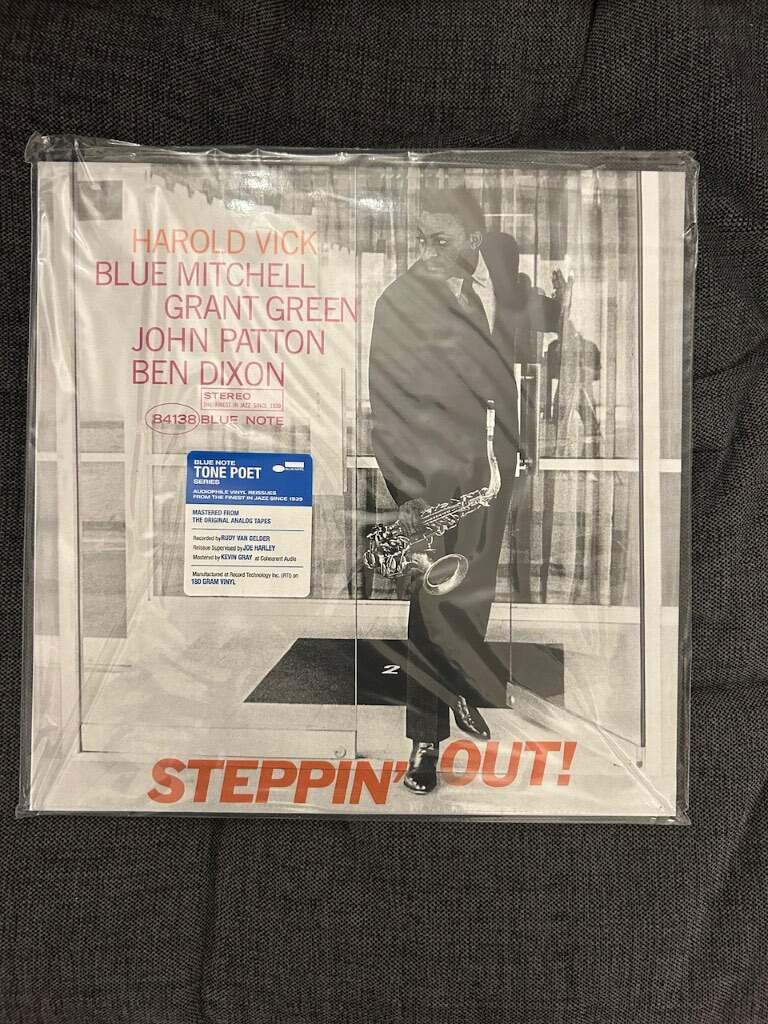 HAROLD VICK
BLUE MITCHELL
GRANT GREEN
JOHN PATTON
BEN DIXON
STEREO
THE FINEST IN JAZZ SINCE 1939
84138 BLUE NOTE
BLUE NOTE
TONE POET
SERIES
AUDIOPHILE VINYL REISSUES
FROM THE FINEST IN JAZZ SINCE 1939
MASTERED FROM
THE ORIGINAL ANALOG TAPES
Recorded by RUDY VAN GELDER
Reissue Supervised by JOE HARLEY
Mastered by KEVIN GRAY at Cohearent Audio
Manufactured at Record Technology Inc. (RTI) on
180 GRAM VINYL
2
STEPPIN' OUT!